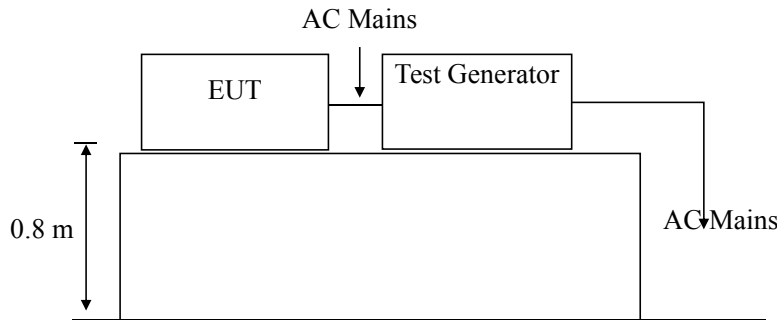 AC Mains
EUT
Test Generator
0.8 m
AC Mains